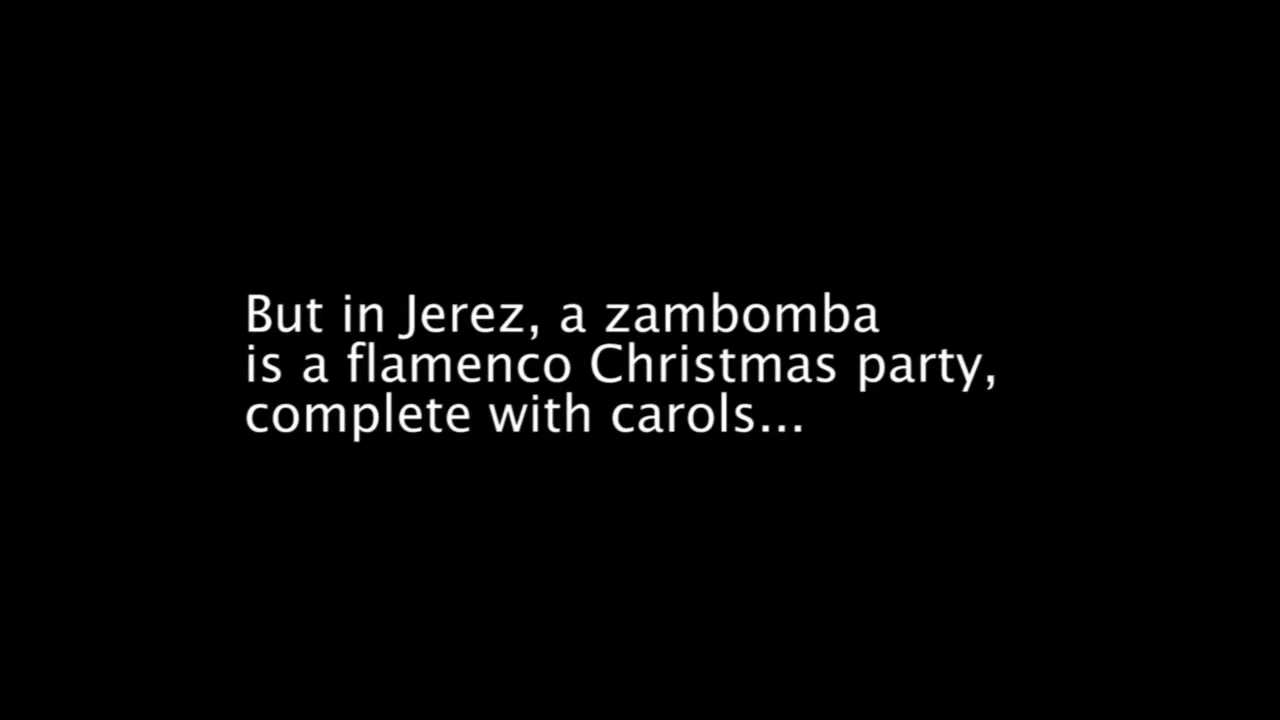 But in Jerez, a zambomba
is a flamenco Christmas party,
complete with carols...